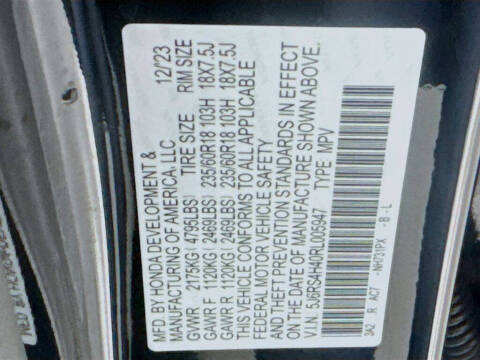 MFD BY HONDA DEVELOPMENT &
MANUFACTURING OF AMERICA, LLC 12/23
GVWR 2175KG( 4795LBS) TIRE SIZE RIM SIZE
GAWR F 1120KG( 2469LBS) 235/60R18 103H 18X7.5J
GAWR R 1120KG( 2469LBS) 235/60R18 103H 18X7.5J
THIS VEHICLE CONFORMS TO ALL APPLICABLE
FEDERAL MOTOR VEHICLE SAFETY
AND THEFT PREVENTION STANDARDS IN EFFECT
ON THE DATE OF MANUFACTURE SHOWN ABOVE.
V.I.N. 5J6RS4H40RL005947 TYPE: MPV
3A2 R AC7 -NH731PX -B-L